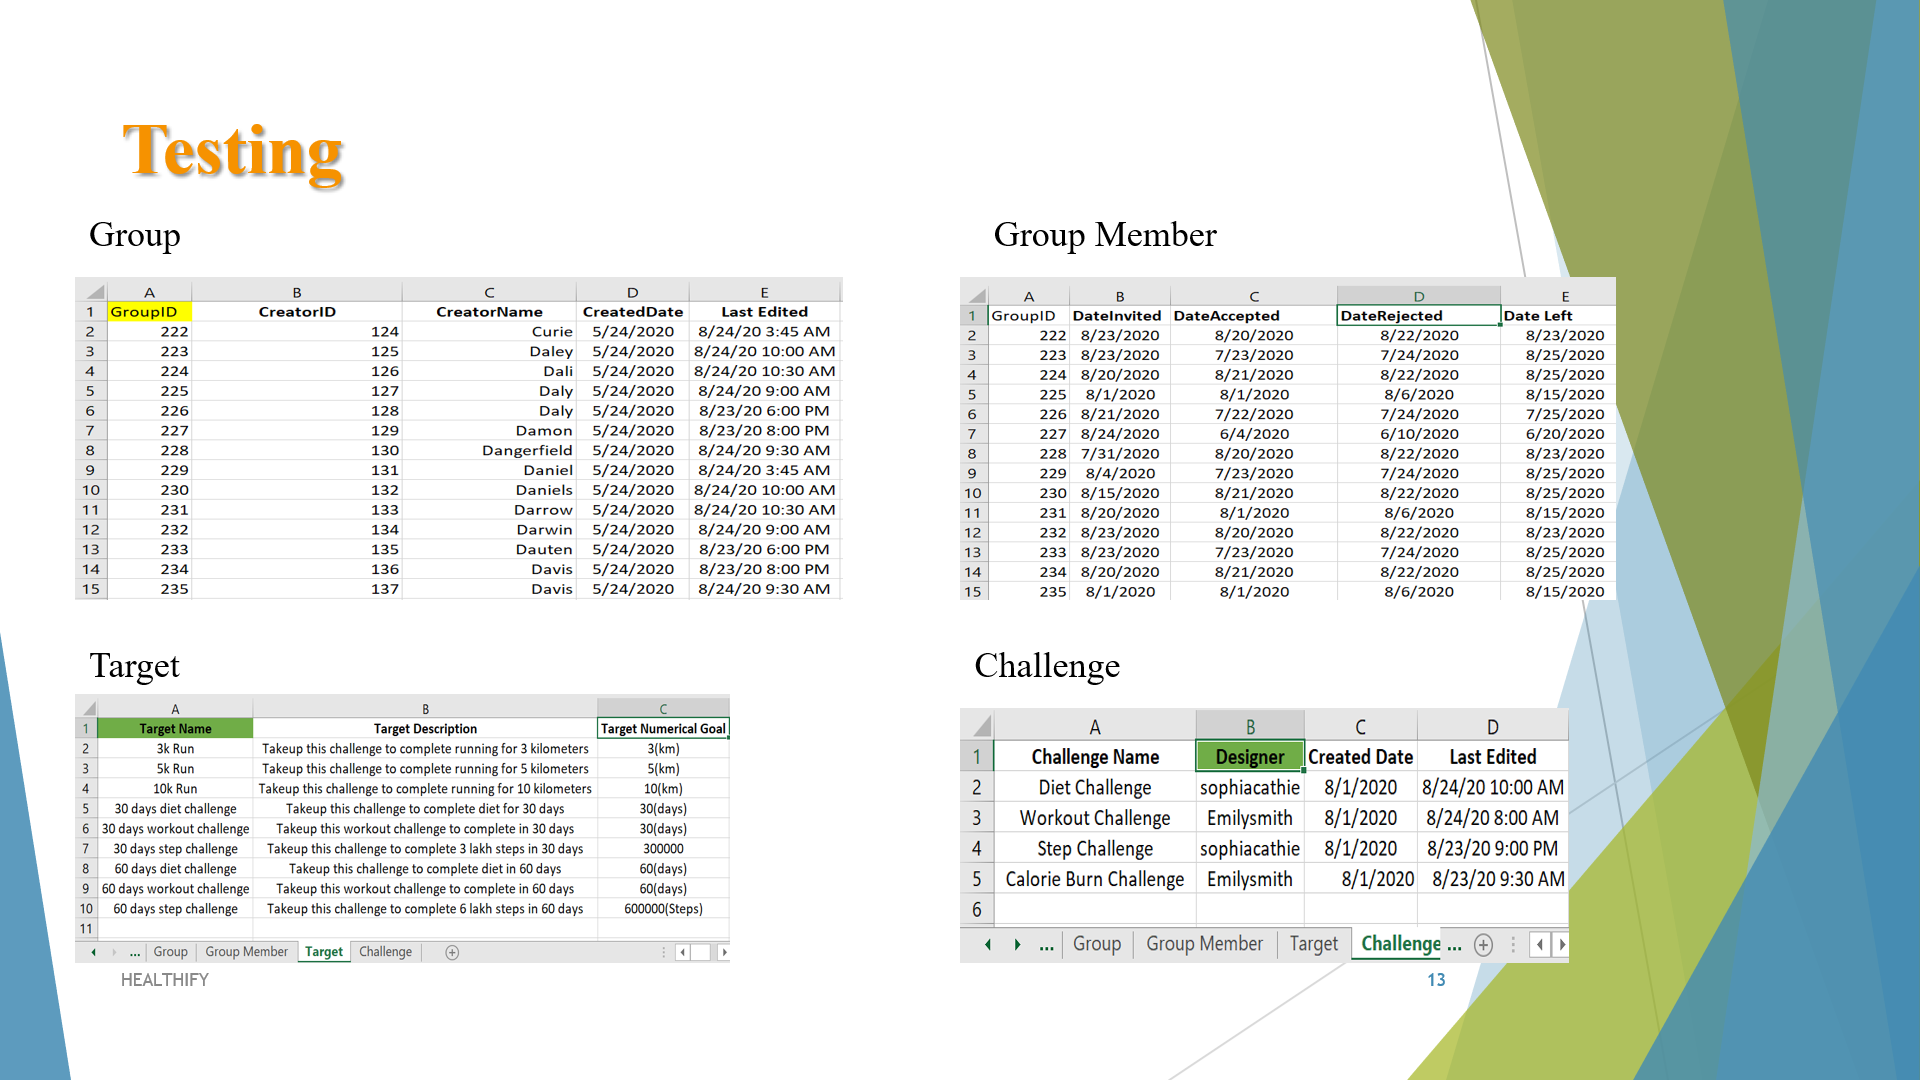 Testing
Group
A B C D E
1 GroupID CreatorID CreatorName CreatedDate Last Edited
2 222 124 Curie 5/24/2020 8/24/20 3:45 AM
3 223 125 Daley 5/24/2020 8/24/20 10:00 AM
4 224 126 Dali 5/24/2020 8/24/20 10:30 AM
5 225 127 Daly 5/24/2020 8/24/20 9:00 AM
6 226 128 Daly 5/24/2020 8/23/20 6:00 PM
7 227 129 Damon 5/24/2020 8/23/20 8:00 PM
8 228 130 Dangerfield 5/24/2020 8/24/20 9:30 AM
9 229 131 Daniel 5/24/2020 8/24/20 3:45 AM
10 230 132 Daniels 5/24/2020 8/24/20 10:00 AM
11 231 133 Darrow 5/24/2020 8/24/20 10:30 AM
12 232 134 Darwin 5/24/2020 8/24/20 9:00 AM
13 233 135 Dauten 5/24/2020 8/23/20 6:00 PM
14 234 136 Davis 5/24/2020 8/23/20 8:00 PM
15 235 137 Davis 5/24/2020 8/24/20 9:30 AM
Group Member
A B C D E
1 GroupID DateInvited DateAccepted DateRejected Date Left
2 222 8/23/2020 8/20/2020 8/22/2020 8/23/2020
3 223 8/23/2020 7/23/2020 7/24/2020 8/25/2020
4 224 8/20/2020 8/21/2020 8/22/2020 8/25/2020
5 225 8/1/2020 8/1/2020 8/6/2020 8/15/2020
6 226 8/21/2020 7/22/2020 7/24/2020 7/25/2020
7 227 8/24/2020 6/4/2020 6/10/2020 6/20/2020
8 228 7/31/2020 8/20/2020 8/22/2020 8/23/2020
9 229 8/4/2020 7/23/2020 7/24/2020 8/25/2020
10 230 8/15/2020 8/21/2020 8/22/2020 8/25/2020
11 231 8/20/2020 8/1/2020 8/6/2020 8/15/2020
12 232 8/23/2020 8/20/2020 8/22/2020 8/23/2020
13 233 8/23/2020 7/23/2020 7/24/2020 8/25/2020
14 234 8/20/2020 8/21/2020 8/22/2020 8/25/2020
15 235 8/1/2020 8/1/2020 8/6/2020 8/15/2020
Target
A B C
1 Target Name Target Description Target Numerical Goal
2 3k Run Takeup this challenge to complete running for 3 kilometers 3(km)
3 5k Run Takeup this challenge to complete running for 5 kilometers 5(km)
4 10k Run Takeup this challenge to complete running for 10 kilometers 10(km)
5 30 days diet challenge Takeup this challenge to complete diet for 30 days 30(days)
6 30 days workout challenge Takeup this workout challenge to complete in 30 days 30(days)
7 30 days step challenge Takeup this challenge to complete 3 lakh steps in 30 days 300000
8 60 days diet challenge Takeup this challenge to complete diet in 60 days 60(days)
9 60 days workout challenge Takeup this workout challenge to complete in 60 days 60(days)
10 60 days step challenge Takeup this challenge to complete 6 lakh steps in 60 days 600000(Steps)
11
... Group Group Member Target Challenge
Challenge
A B C D
1 Challenge Name Designer Created Date Last Edited
2 Diet Challenge sophiacathie 8/1/2020 8/24/20 10:00 AM
3 Workout Challenge Emilysmith 8/1/2020 8/24/20 8:00 AM
4 Step Challenge sophiacathie 8/1/2020 8/23/20 9:00 PM
5 Calorie Burn Challenge Emilysmith 8/1/2020 8/23/20 9:30 AM
6
... Group Group Member Target Challenge ...
HEALTHIFY
13